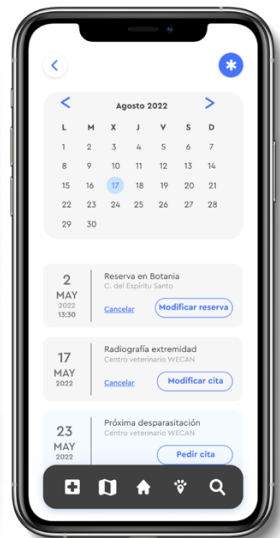 Agosto 2022
L M X J V S D
1 2 3 4 5 6 7
8 9 10 11 12 13 14
15 16 17 18 19 20 21
22 23 24 25 26 27 28
29 30
2
MAY
2022
13:30
Reserva en Botania
C. del Espíritu Santo
Cancelar
Modificar reserva
17
MAY
2022
Radiografía extremidad
Centro veterinario WECAN
Cancelar
Modificar cita
23
MAY
2022
Próxima desparasitación
Centro veterinario WECAN
Pedir cita